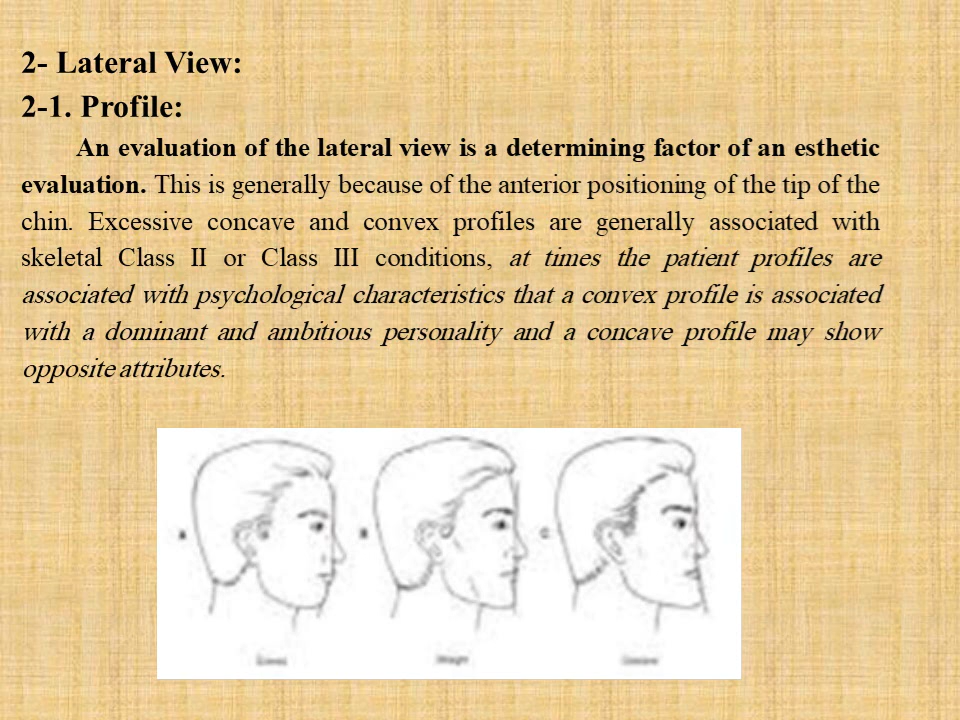 2- Lateral View:
2-1. Profile:
An evaluation of the lateral view is a determining factor of an esthetic
evaluation. This is generally because of the anterior positioning of the tip of the
chin. Excessive concave and convex profiles are generally associated with
skeletal Class II or Class III conditions, at times the patient profiles are
associated with psychological characteristics that a convex profile is associated
with a dominant and ambitious personality and a concave profile may show
opposite attributes.
A B C